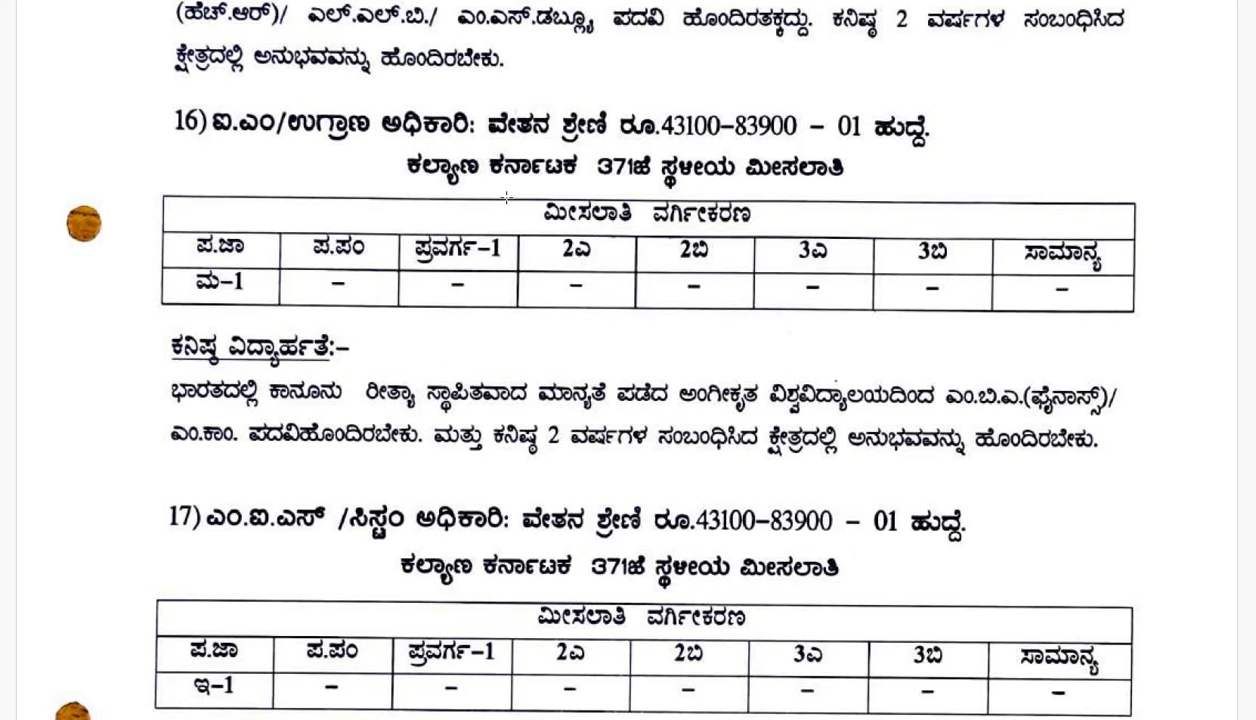 (ಹೆಚ್.ಆರ್)/ ಎಲ್.ಎಲ್.ಬಿ./ ಎಂ.ಎಸ್.ಡಬ್ಲ್ಯೂ ಪದವಿ ಹೊಂದಿರತಕ್ಕದ್ದು. ಕನಿಷ್ಠ 2 ವರ್ಷಗಳ ಸಂಬಂಧಿಸಿದ
ಕ್ಷೇತ್ರದಲ್ಲಿ ಅನುಭವವನ್ನು ಹೊಂದಿರಬೇಕು.
16) ಐ.ಎಂ/ಉಗ್ರಾಣ ಅಧಿಕಾರಿ: ವೇತನ ಶ್ರೇಣಿ ರೂ.43100-83900 - 01 ಹುದ್ದೆ.
ಕಲ್ಯಾಣ ಕರ್ನಾಟಕ 371ಜೆ ಸ್ಥಳೀಯ ಮೀಸಲಾತಿ
ಮೀಸಲಾತಿ ವರ್ಗೀಕರಣ
ಪ.ಜಾ ಪ.ಪಂ ಪ್ರವರ್ಗ-1 2ಎ 2ಬಿ 3ಎ 3ಬಿ ಸಾಮಾನ್ಯ
ಮ-1 - - - - - - -
ಕನಿಷ್ಠ ವಿದ್ಯಾರ್ಹತೆ:-
ಭಾರತದಲ್ಲಿ ಕಾನೂನು ರೀತ್ಯಾ ಸ್ಥಾಪಿತವಾದ ಮಾನ್ಯತೆ ಪಡೆದ ಅಂಗೀಕೃತ ವಿಶ್ವವಿದ್ಯಾಲಯದಿಂದ ಎಂ.ಬಿ.ಎ.(ಫೈನಾನ್ಸ್)/
ಎಂ.ಕಾಂ. ಪದವಿಹೊಂದಿರಬೇಕು. ಮತ್ತು ಕನಿಷ್ಠ 2 ವರ್ಷಗಳ ಸಂಬಂಧಿಸಿದ ಕ್ಷೇತ್ರದಲ್ಲಿ ಅನುಭವವನ್ನು ಹೊಂದಿರಬೇಕು.
17) ಎಂ.ಐ.ಎಸ್ /ಸಿಸ್ಟಂ ಅಧಿಕಾರಿ: ವೇತನ ಶ್ರೇಣಿ ರೂ.43100-83900 - 01 ಹುದ್ದೆ.
ಕಲ್ಯಾಣ ಕರ್ನಾಟಕ 371ಜೆ ಸ್ಥಳೀಯ ಮೀಸಲಾತಿ
ಮೀಸಲಾತಿ ವರ್ಗೀಕರಣ
ಪ.ಜಾ ಪ.ಪಂ ಪ್ರವರ್ಗ-1 2ಎ 2ಬಿ 3ಎ 3ಬಿ ಸಾಮಾನ್ಯ
ಇ-1 - - - - - - -